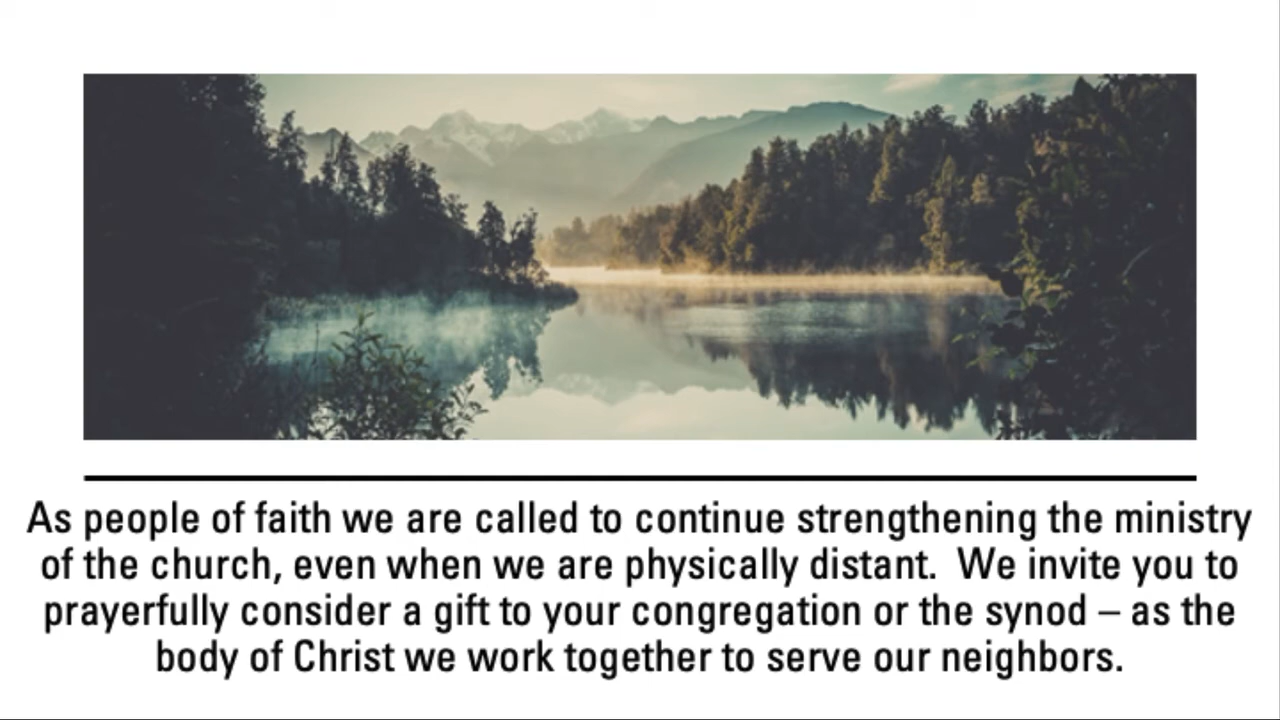 As people of faith we are called to continue strengthening the ministry
of the church, even when we are physically distant.  We invite you to
prayerfully consider a gift to your congregation or the synod – as the
body of Christ we work together to serve our neighbors.